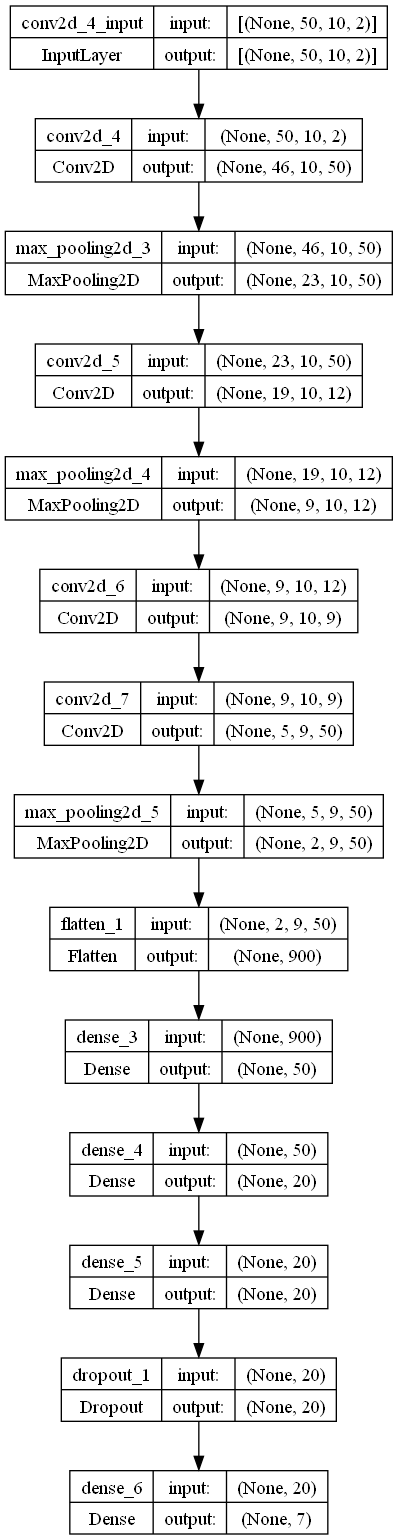 conv2d_4_input input: [(None, 50, 10, 2)]
InputLayer output: [(None, 50, 10, 2)]
conv2d_4 input: (None, 50, 10, 2)
Conv2D output: (None, 46, 10, 50)
max_pooling2d_3 input: (None, 46, 10, 50)
MaxPooling2D output: (None, 23, 10, 50)
conv2d_5 input: (None, 23, 10, 50)
Conv2D output: (None, 19, 10, 12)
max_pooling2d_4 input: (None, 19, 10, 12)
MaxPooling2D output: (None, 9, 10, 12)
conv2d_6 input: (None, 9, 10, 12)
Conv2D output: (None, 9, 10, 9)
conv2d_7 input: (None, 9, 10, 9)
Conv2D output: (None, 5, 9, 50)
max_pooling2d_5 input: (None, 5, 9, 50)
MaxPooling2D output: (None, 2, 9, 50)
flatten_1 input: (None, 2, 9, 50)
Flatten output: (None, 900)
dense_3 input: (None, 900)
Dense output: (None, 50)
dense_4 input: (None, 50)
Dense output: (None, 20)
dense_5 input: (None, 20)
Dense output: (None, 20)
dropout_1 input: (None, 20)
Dropout output: (None, 20)
dense_6 input: (None, 20)
Dense output: (None, 7)